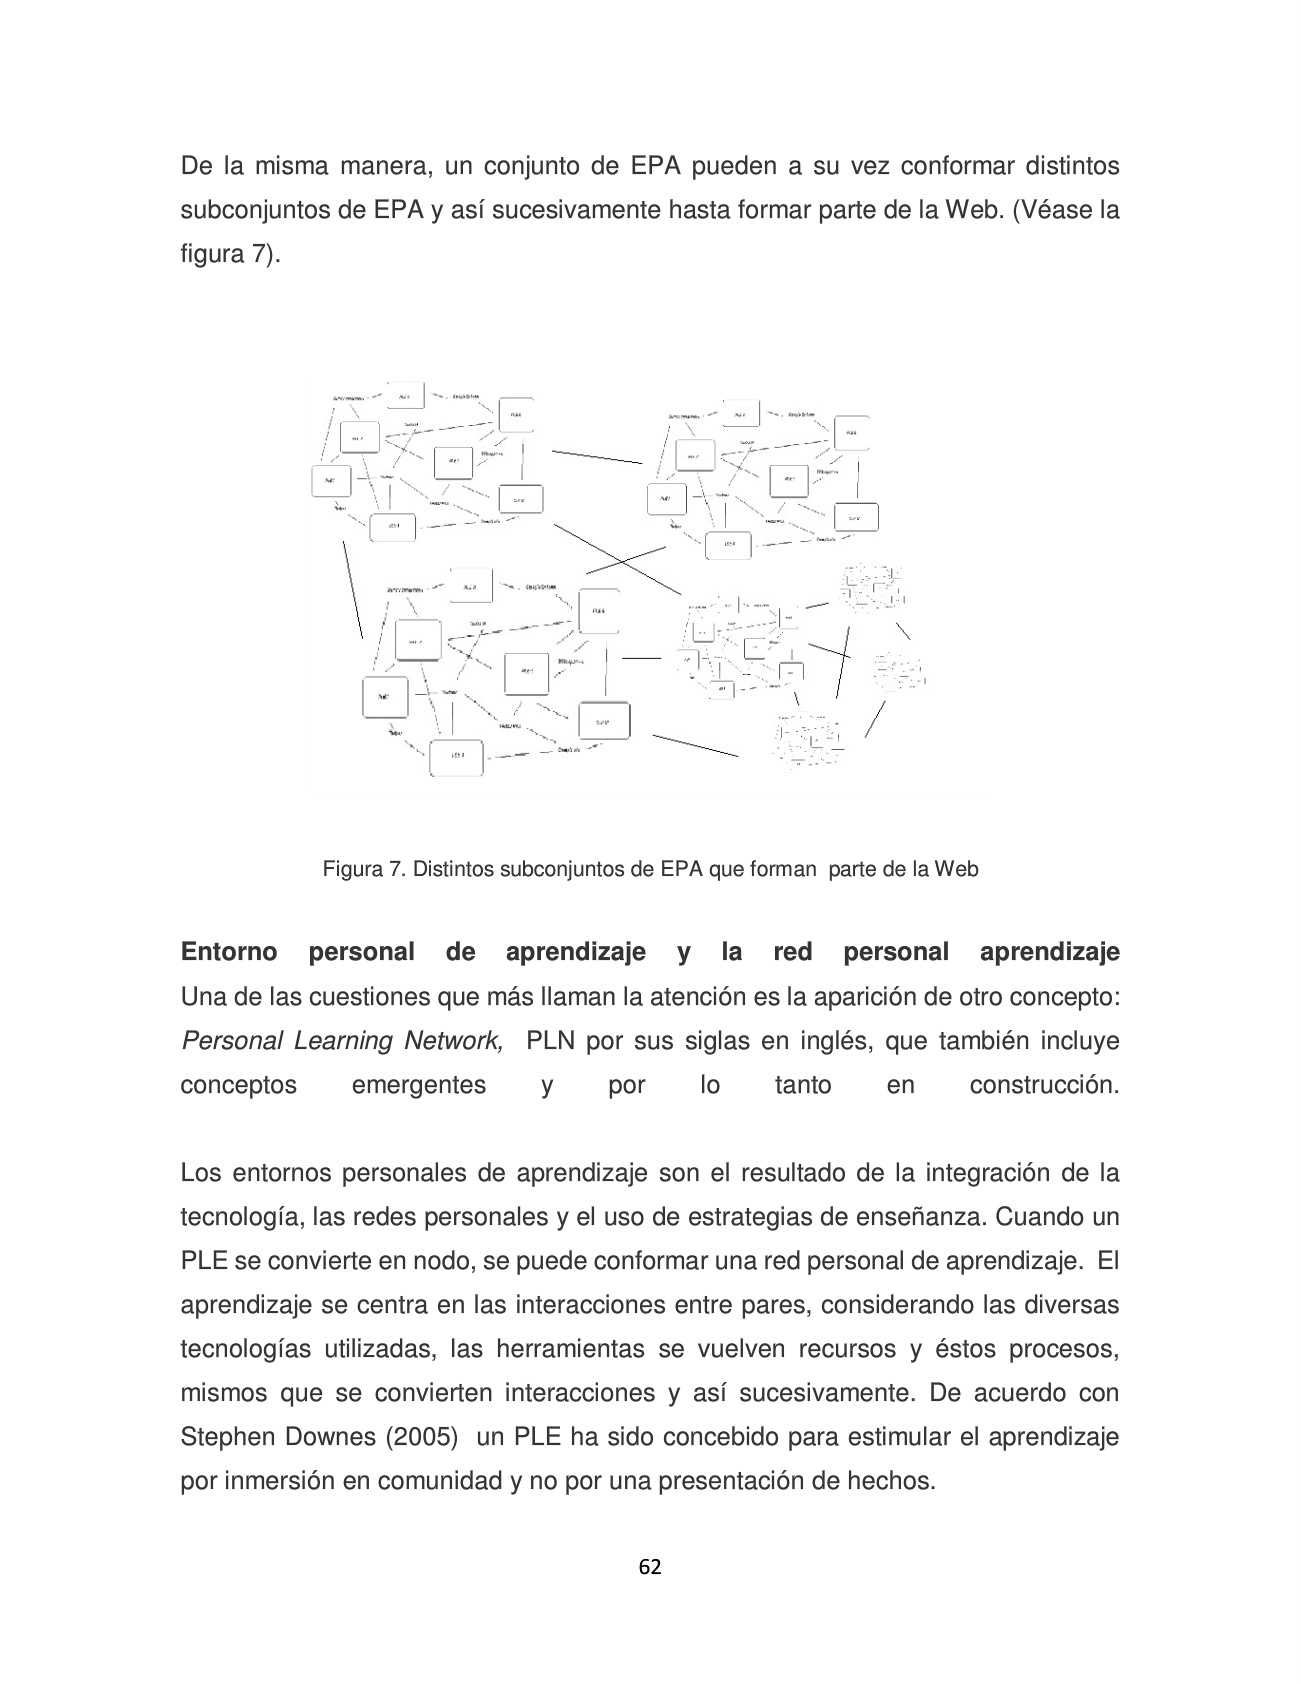 De la misma manera, un conjunto de EPA pueden a su vez conformar distintos
subconjuntos de EPA y así sucesivamente hasta formar parte de la Web. (Véase la
figura 7).
Figura 7. Distintos subconjuntos de EPA que forman  parte de la Web
Entorno personal de aprendizaje y la red personal aprendizaje
Una de las cuestiones que más llaman la atención es la aparición de otro concepto:
Personal Learning Network,  PLN por sus siglas en inglés, que también incluye
conceptos emergentes y por lo tanto en construcción.
Los entornos personales de aprendizaje son el resultado de la integración de la
tecnología, las redes personales y el uso de estrategias de enseñanza. Cuando un
PLE se convierte en nodo, se puede conformar una red personal de aprendizaje.  El
aprendizaje se centra en las interacciones entre pares, considerando las diversas
tecnologías utilizadas, las herramientas se vuelven recursos y éstos procesos,
mismos que se convierten interacciones y así sucesivamente. De acuerdo con
Stephen Downes (2005)  un PLE ha sido concebido para estimular el aprendizaje
por inmersión en comunidad y no por una presentación de hechos.
62